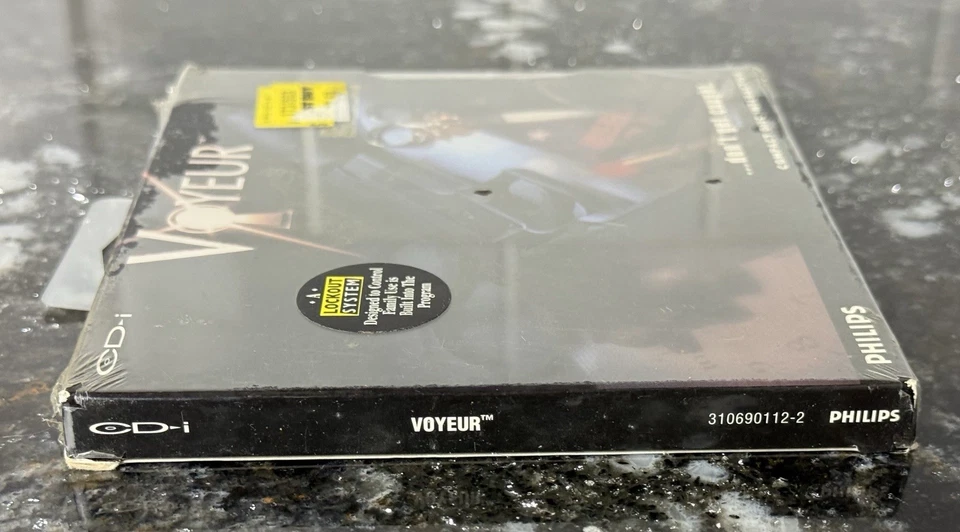 VOYEUR™
A
LOCKOUT
SYSTEM
Designed to Control
Family Use is
Built Into The
Program
CD-i
PHILIPS
CD-i
VOYEUR™
310690112-2
PHILIPS